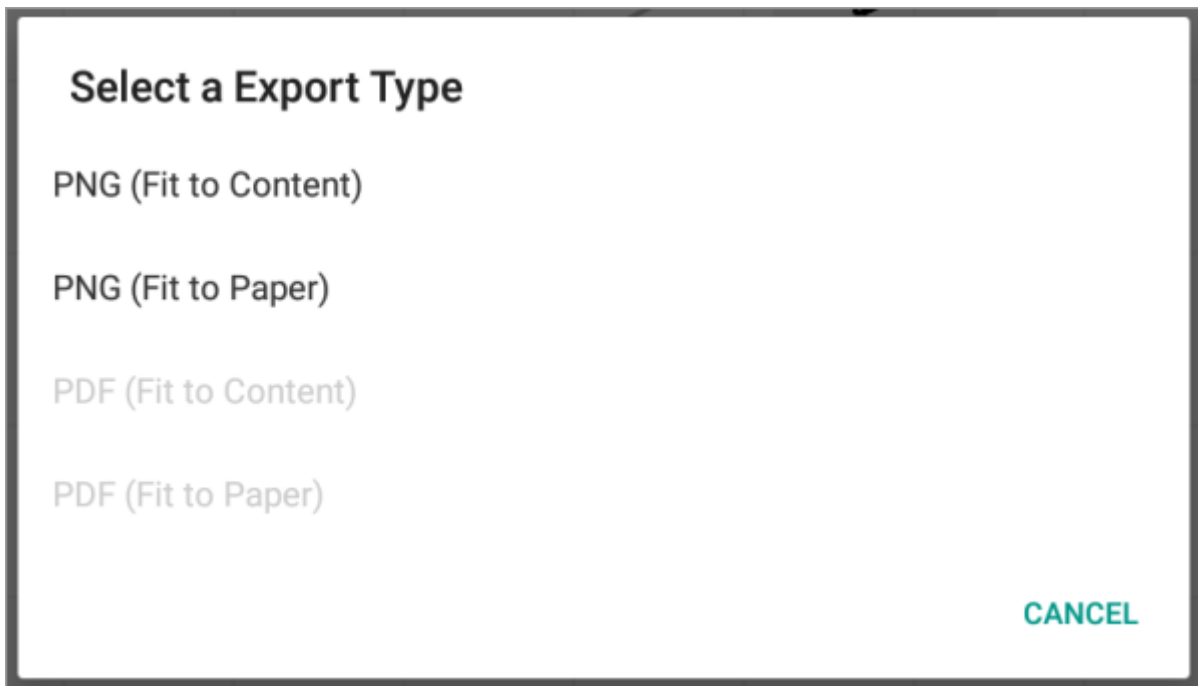 Select a Export Type
PNG (Fit to Content)
PNG (Fit to Paper)
PDF (Fit to Content)
PDF (Fit to Paper)
CANCEL